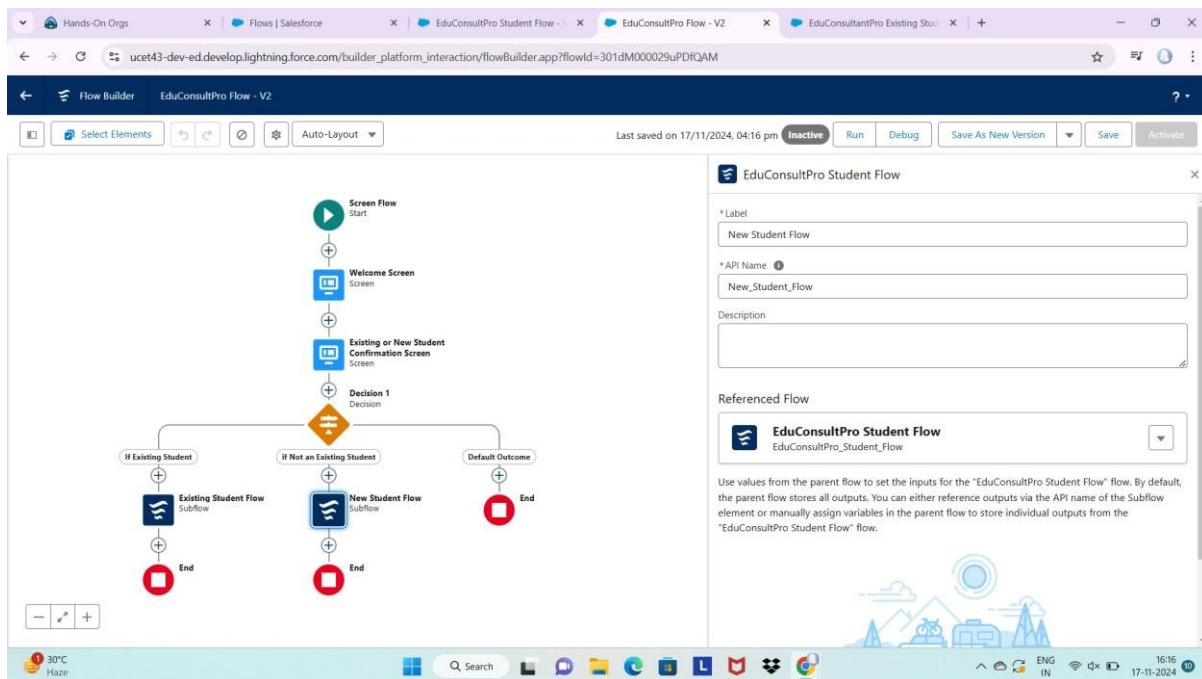 Hands-On Orgs
Flows | Salesforce
EduConsultPro Student Flow -
EduConsultPro Flow - V2
EduConsultantPro Existing Stud
ucet43-dev-ed.develop.lightning.force.com/builder_platform_interaction/flowBuilder.app?flowId=301dM000029uPDfQAM
Flow Builder
EduConsultPro Flow - V2
?
Select Elements
Auto-Layout
Last saved on 17/11/2024, 04:16 pm
Inactive
Run
Debug
Save As New Version
Save
Activate
Screen Flow
Start
Welcome Screen
Screen
Existing or New Student
Confirmation Screen
Screen
Decision 1
Decision
If Existing Student
if Not an Existing Student
Default Outcome
Existing Student Flow
Subflow
New Student Flow
Subflow
End
End
End
EduConsultPro Student Flow
*Label
New Student Flow
*API Name
New_Student_Flow
Description
Referenced Flow
EduConsultPro Student Flow
EduConsultPro_Student_Flow
Use values from the parent flow to set the inputs for the "EduConsultPro Student Flow" flow. By default,
the parent flow stores all outputs. You can either reference outputs via the API name of the Subflow
element or manually assign variables in the parent flow to store individual outputs from the
"EduConsultPro Student Flow" flow.
1
30°C
Haze
Search
L
ENG
IN
16:16
17-11-2024
10